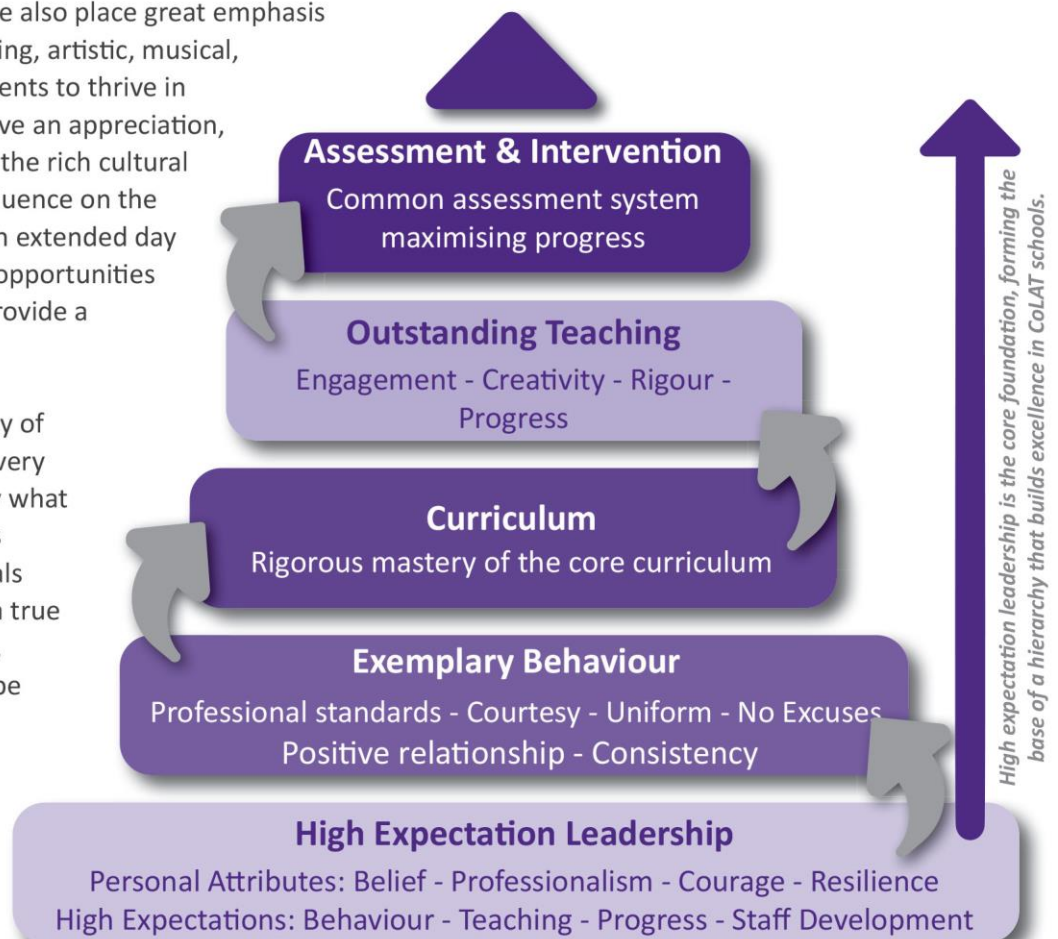 e also place great emphasis
ing, artistic, musical,
ents to thrive in
ve an appreciation,
the rich cultural
uence on the
n extended day
opportunities
rovide a
y of
very
what
s
als
true
be
Assessment & Intervention
Common assessment system
maximising progress
Outstanding Teaching
Engagement - Creativity - Rigour -
Progress
Curriculum
Rigorous mastery of the core curriculum
Exemplary Behaviour
Professional standards - Courtesy - Uniform - No Excuses
Positive relationship - Consistency
High Expectation Leadership
Personal Attributes: Belief - Professionalism - Courage - Resilience
High Expectations: Behaviour - Teaching - Progress - Staff Development
High expectation leadership is the core foundation, forming the
base of a hierarchy that builds excellence in CoLAT schools.